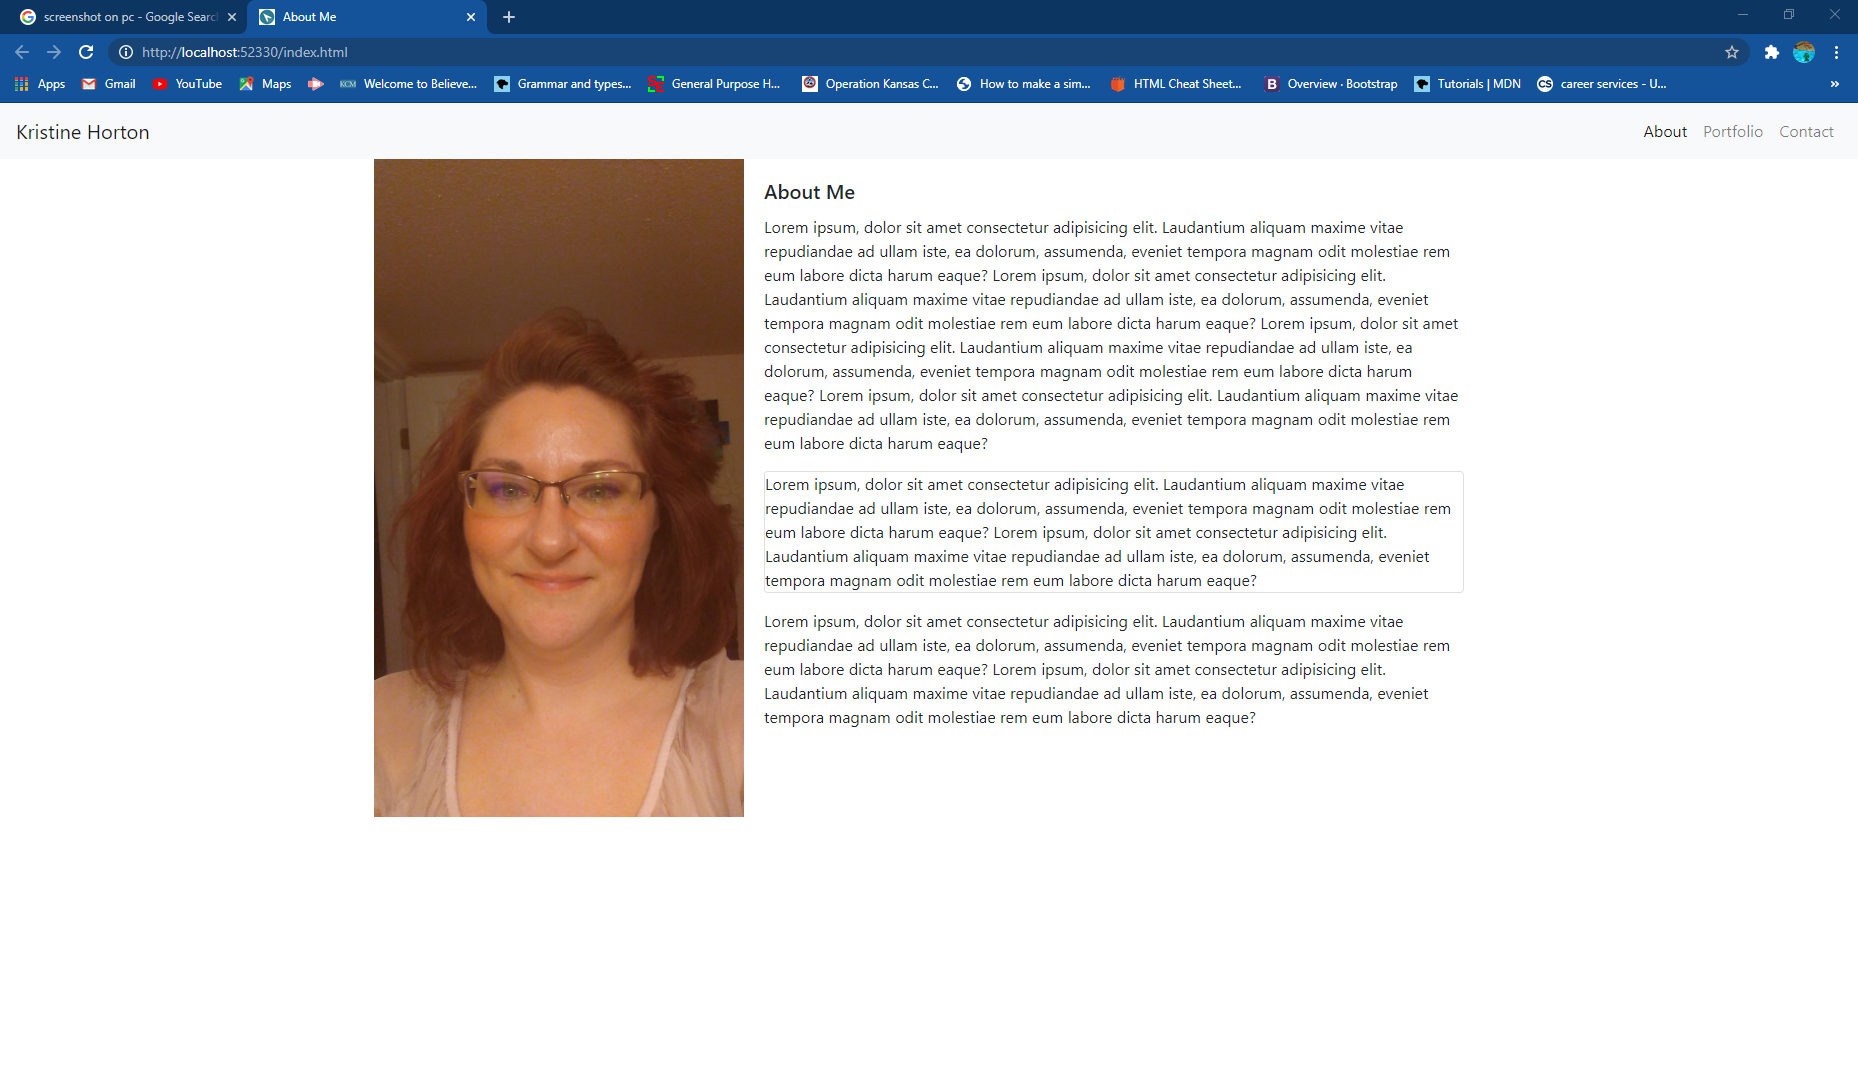 screenshot on pc - Google Searc
About Me
http://localhost:52330/index.html
Apps Gmail YouTube Maps KCM Welcome to Believe... Grammar and types... General Purpose H... Operation Kansas C... How to make a sim... HTML Cheat Sheet... B Overview · Bootstrap Tutorials | MDN CS career services - U... »
Kristine Horton
About Portfolio Contact
About Me
Lorem ipsum, dolor sit amet consectetur adipisicing elit. Laudantium aliquam maxime vitae
repudiandae ad ullam iste, ea dolorum, assumenda, eveniet tempora magnam odit molestiae rem
eum labore dicta harum eaque? Lorem ipsum, dolor sit amet consectetur adipisicing elit.
Laudantium aliquam maxime vitae repudiandae ad ullam iste, ea dolorum, assumenda, eveniet
tempora magnam odit molestiae rem eum labore dicta harum eaque? Lorem ipsum, dolor sit amet
consectetur adipisicing elit. Laudantium aliquam maxime vitae repudiandae ad ullam iste, ea
dolorum, assumenda, eveniet tempora magnam odit molestiae rem eum labore dicta harum
eaque? Lorem ipsum, dolor sit amet consectetur adipisicing elit. Laudantium aliquam maxime vitae
repudiandae ad ullam iste, ea dolorum, assumenda, eveniet tempora magnam odit molestiae rem
eum labore dicta harum eaque?
Lorem ipsum, dolor sit amet consectetur adipisicing elit. Laudantium aliquam maxime vitae
repudiandae ad ullam iste, ea dolorum, assumenda, eveniet tempora magnam odit molestiae rem
eum labore dicta harum eaque? Lorem ipsum, dolor sit amet consectetur adipisicing elit.
Laudantium aliquam maxime vitae repudiandae ad ullam iste, ea dolorum, assumenda, eveniet
tempora magnam odit molestiae rem eum labore dicta harum eaque?
Lorem ipsum, dolor sit amet consectetur adipisicing elit. Laudantium aliquam maxime vitae
repudiandae ad ullam iste, ea dolorum, assumenda, eveniet tempora magnam odit molestiae rem
eum labore dicta harum eaque? Lorem ipsum, dolor sit amet consectetur adipisicing elit.
Laudantium aliquam maxime vitae repudiandae ad ullam iste, ea dolorum, assumenda, eveniet
tempora magnam odit molestiae rem eum labore dicta harum eaque?